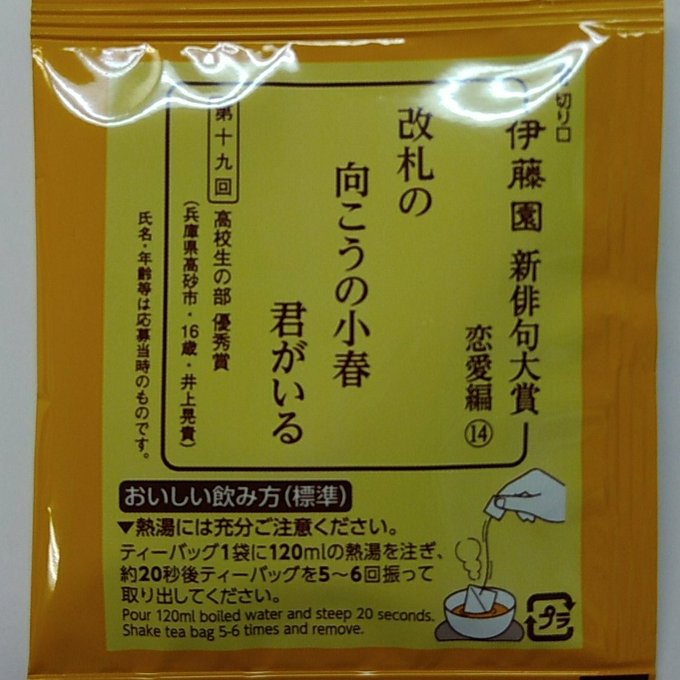 切り口
伊藤園 新俳句大賞
恋愛編 ⑭
改札の
向こうの小春
君がいる
第十九回 高校生の部 優秀賞
(兵庫県高砂市・16歳・井上晃貴)
氏名・年齢等は応募当時のものです。
おいしい飲み方(標準)
▼熱湯には充分ご注意ください。
ティーバッグ1袋に120mlの熱湯を注ぎ、
約20秒後ティーバッグを5〜6回振って
取り出してください。
Pour 120ml boiled water and steep 20 seconds.
Shake tea bag 5-6 times and remove.
プラ